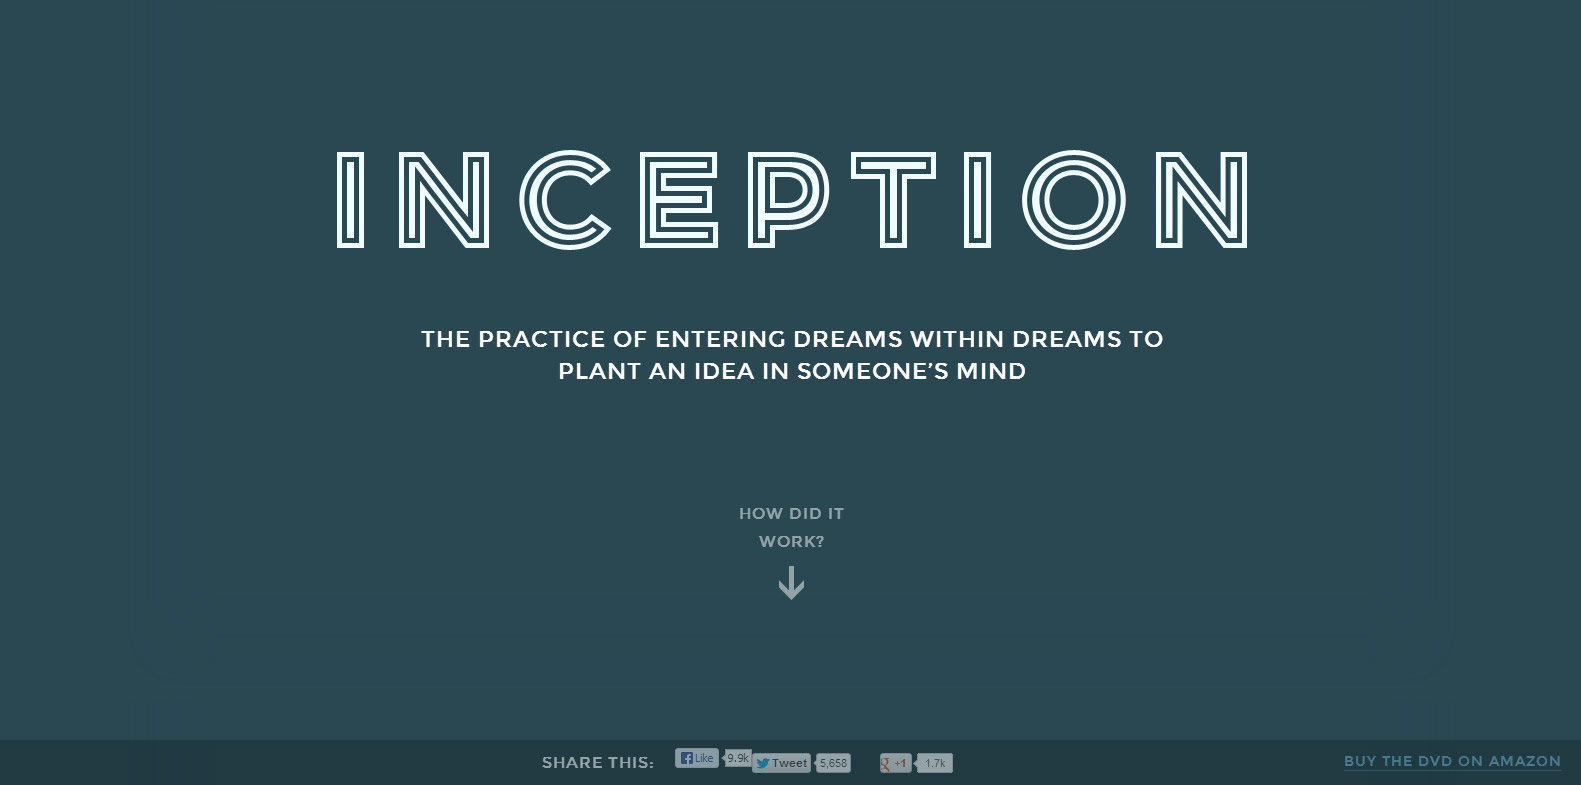 INCEPTION
THE PRACTICE OF ENTERING DREAMS WITHIN DREAMS TO
PLANT AN IDEA IN SOMEONE’S MIND
HOW DID IT
WORK?
SHARE THIS: Like 9.9k Tweet 5,658 g +1 1.7k BUY THE DVD ON AMAZON